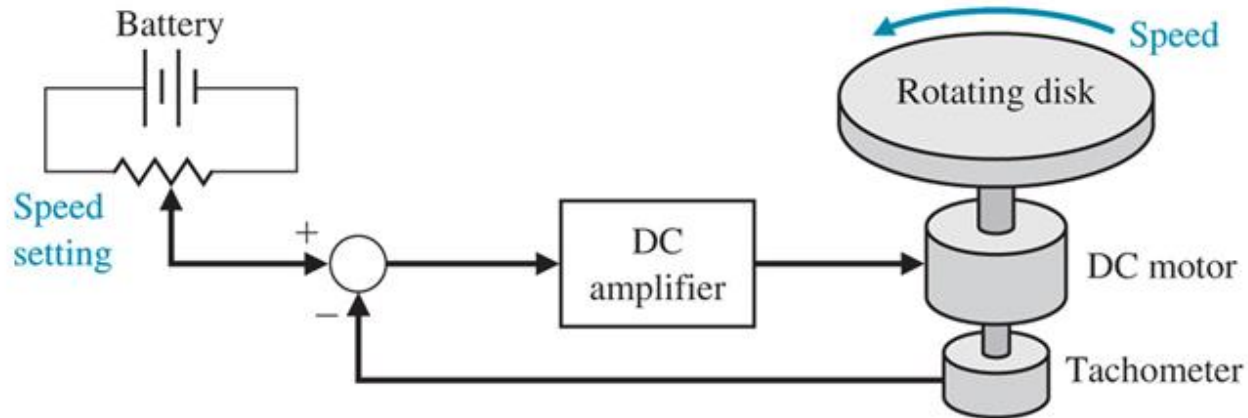 Battery
Speed
Rotating disk
Speed
setting
+
DC
amplifier
DC motor
−
Tachometer